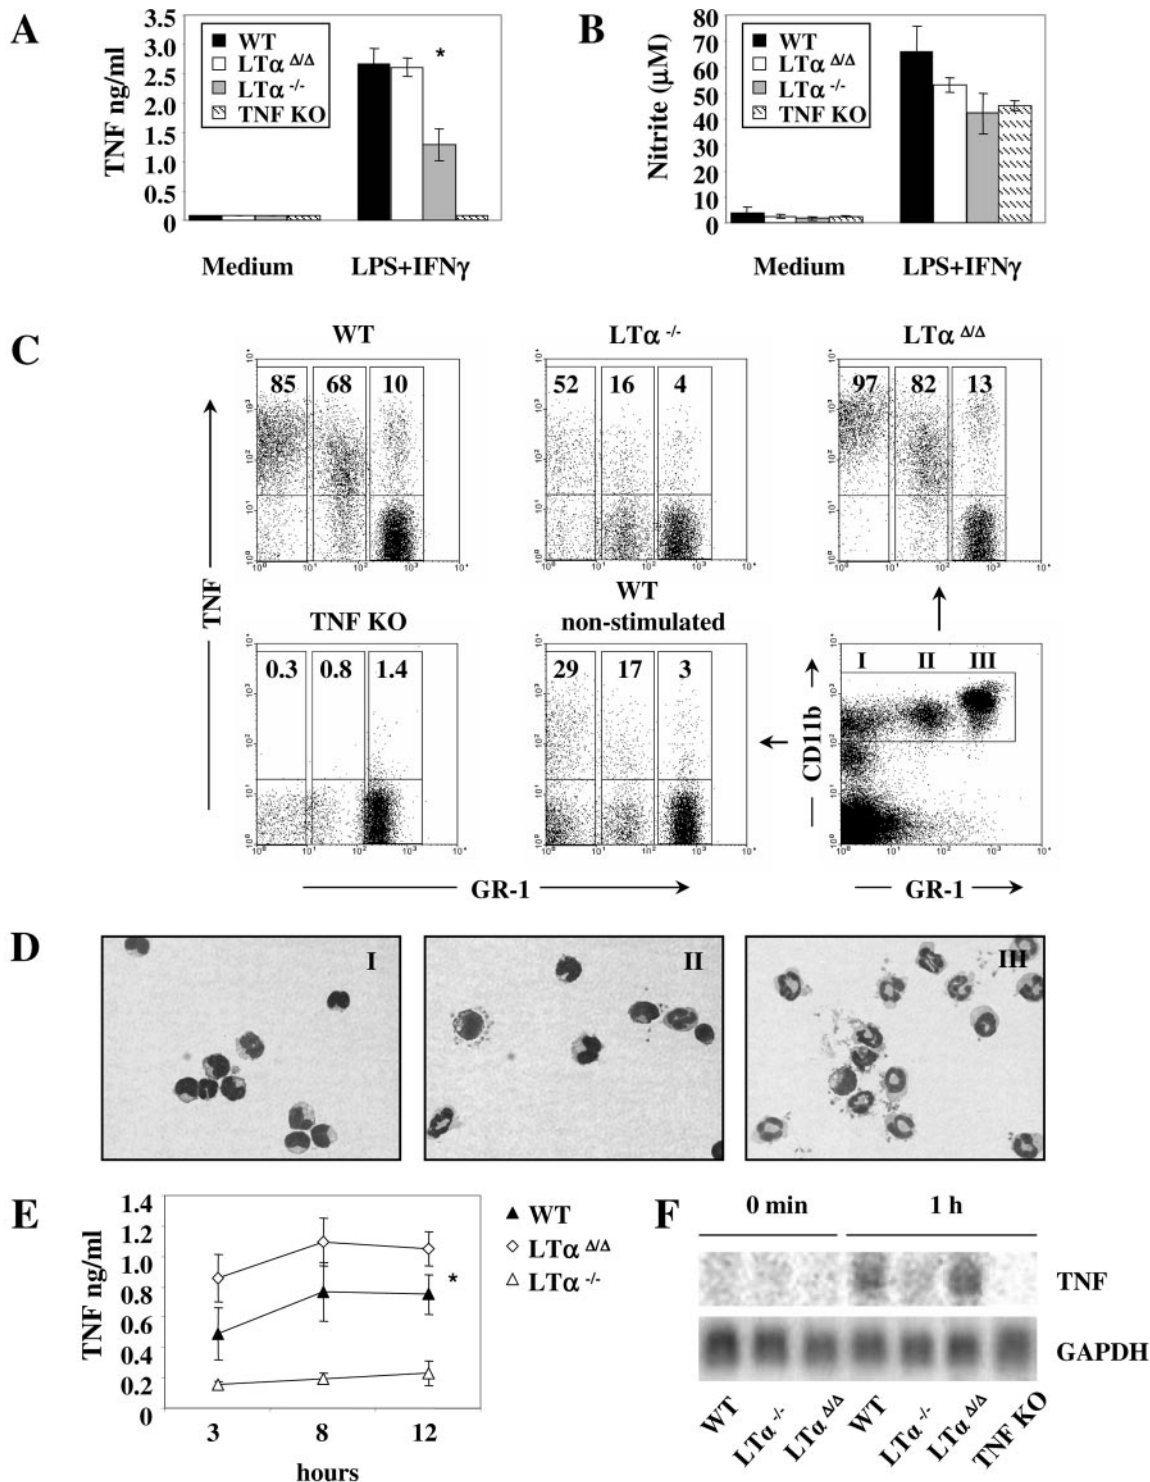 A
TNF ng/ml
3.5
3.0
2.5
2.0
1.5
1.0
0.5
0
WT
LTα Δ/Δ
LTα -/-
TNF KO
*
Medium
LPS+IFNγ
B
Nitrite (µM)
80
70
60
50
40
30
20
10
0
WT
LTα Δ/Δ
LTα -/-
TNF KO
Medium
LPS+IFNγ
C
WT
LTα -/-
LTα Δ/Δ
85 68 10
52 16 4
97 82 13
TNF
TNF KO
WT
non-stimulated
0.3 0.8 1.4
29 17 3
I II III
CD11b
GR-1
GR-1
D
I
II
III
E
TNF ng/ml
1.4
1.2
1.0
0.8
0.6
0.4
0.2
0
3 8 12
hours
*
WT
LTα Δ/Δ
LTα -/-
F
0 min 1 h
TNF
GAPDH
WT
LTα -/-
LTα Δ/Δ
WT
LTα -/-
LTα Δ/Δ
TNF KO